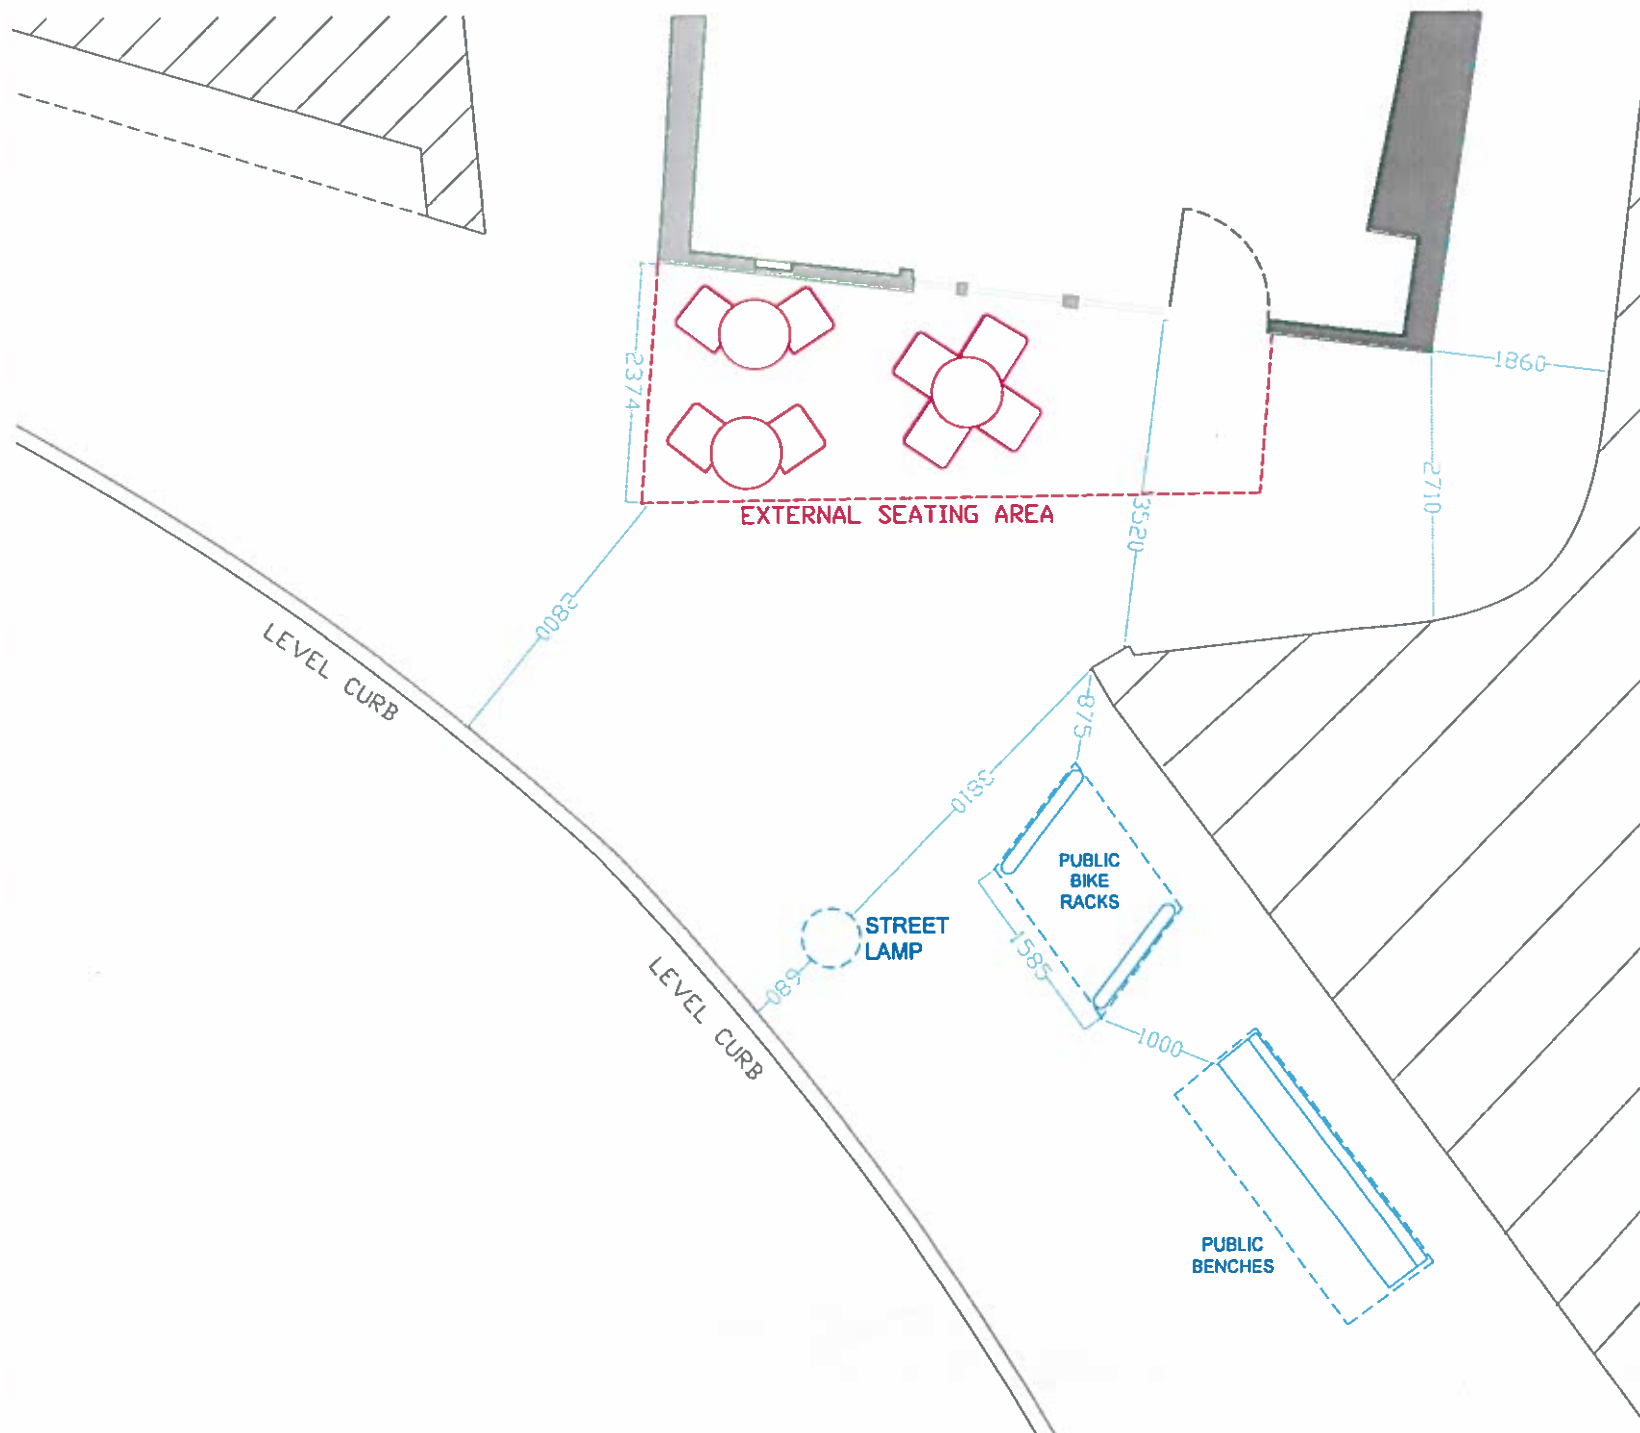 1860
2374
2710
EXTERNAL SEATING AREA
3520
2800
LEVEL CURB
875
3810
PUBLIC
BIKE
RACKS
STREET
LAMP
1585
680
LEVEL CURB
1000
PUBLIC
BENCHES